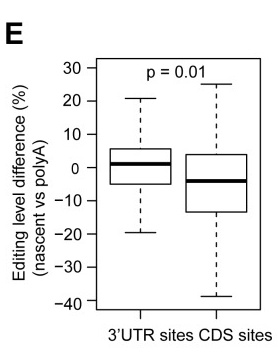 E
p = 0.01
Editing level difference (%)
(nascent vs polyA)
30
20
10
0
−10
−20
−30
−40
3’UTR sites CDS sites